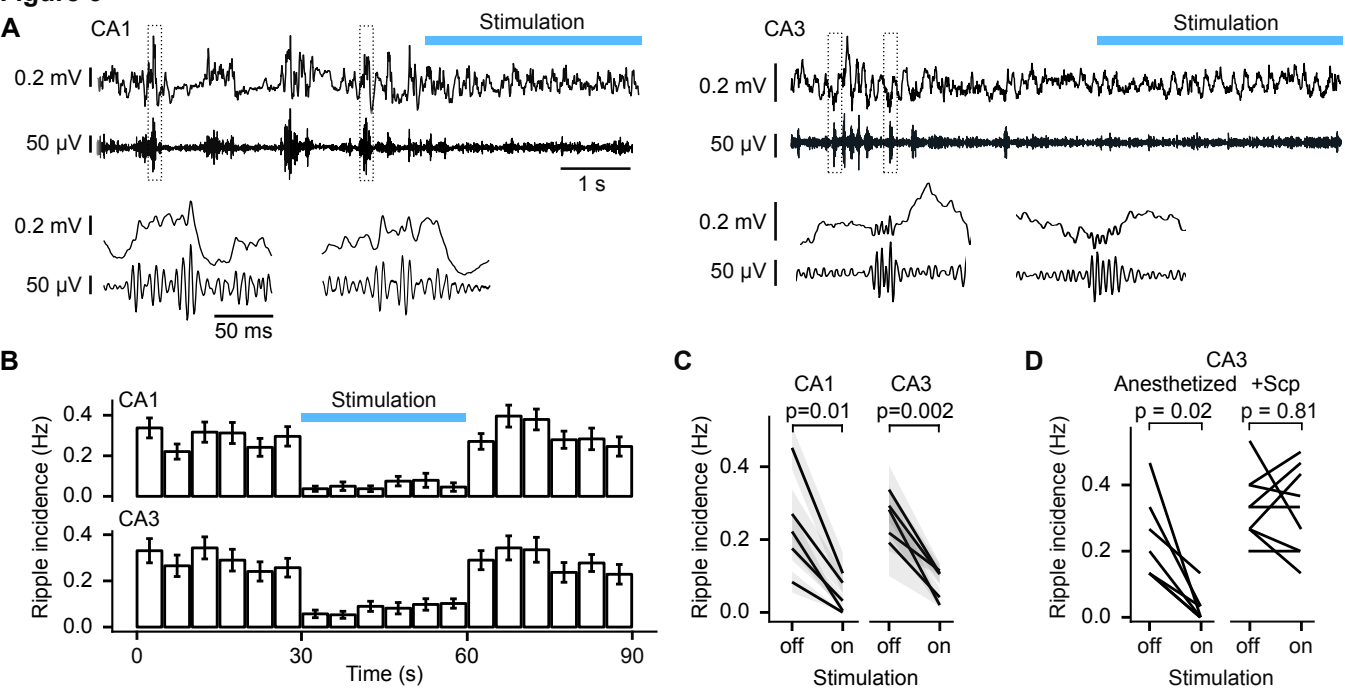 A
CA1
Stimulation
0.2 mV
50 µV
1 s
0.2 mV
50 µV
50 ms
CA3
Stimulation
0.2 mV
50 µV
0.2 mV
50 µV
B
CA1
Stimulation
0.4
0.2
0.0
CA3
0.4
0.2
0.0
Ripple incidence (Hz)
0 30 60 90
Time (s)
C
CA1 CA3
p=0.01 p=0.002
Ripple incidence (Hz)
0.4
0.2
0.0
off on off on
Stimulation
D
CA3
Anesthetized +Scp
p = 0.02 p = 0.81
Ripple incidence (Hz)
0.4
0.2
0.0
off on off on
Stimulation